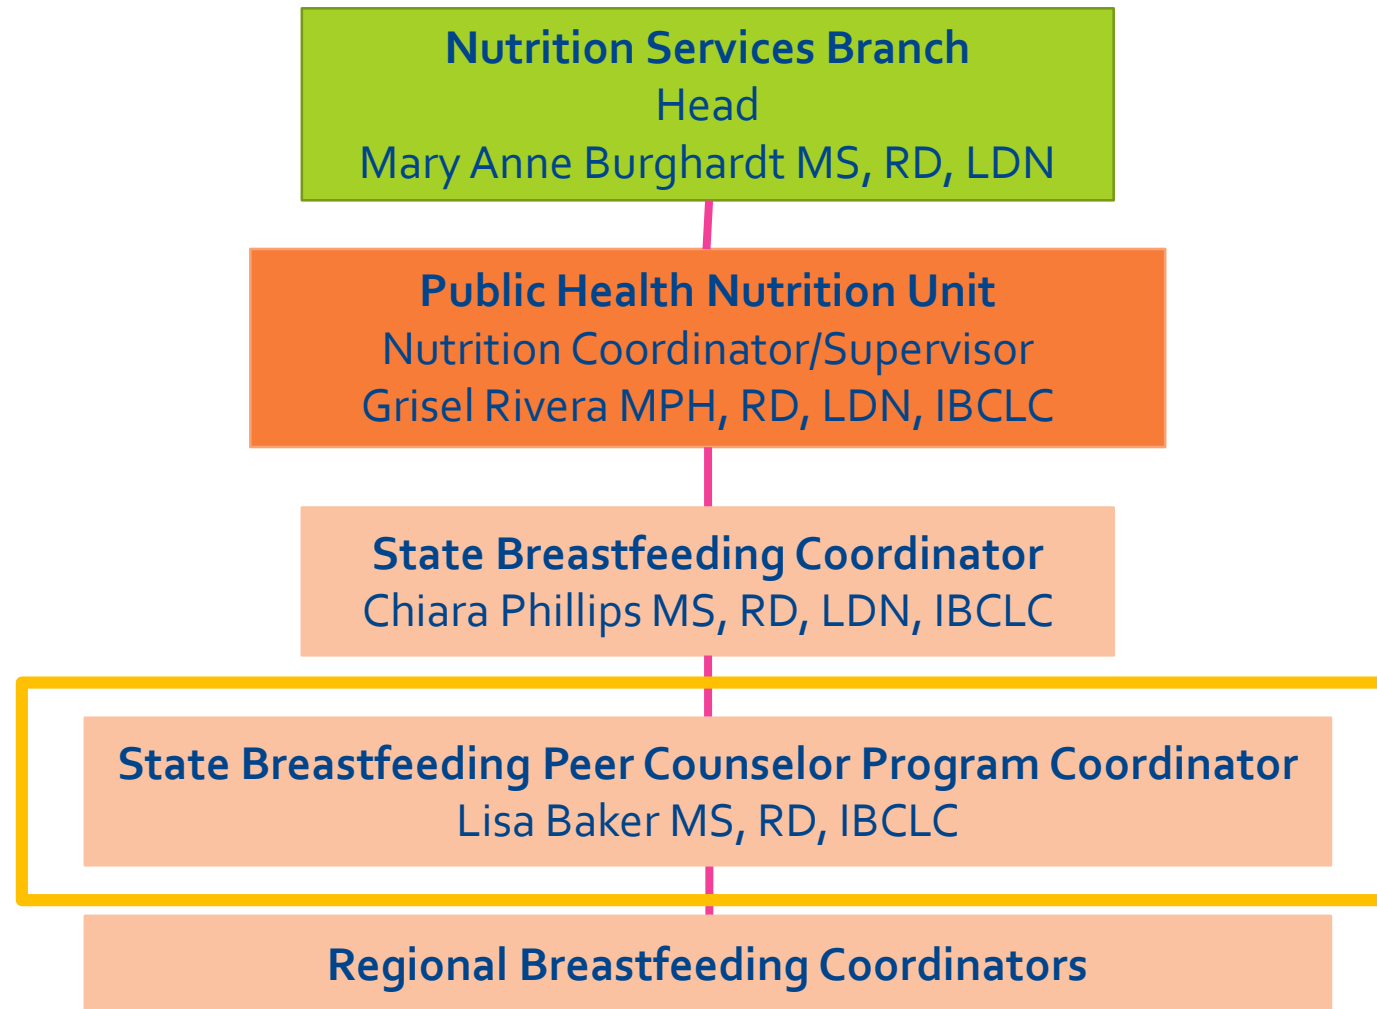 Nutrition Services Branch
Head
Mary Anne Burghardt MS, RD, LDN
Public Health Nutrition Unit
Nutrition Coordinator/Supervisor
Grisel Rivera MPH, RD, LDN, IBCLC
State Breastfeeding Coordinator
Chiara Phillips MS, RD, LDN, IBCLC
State Breastfeeding Peer Counselor Program Coordinator
Lisa Baker MS, RD, IBCLC
Regional Breastfeeding Coordinators